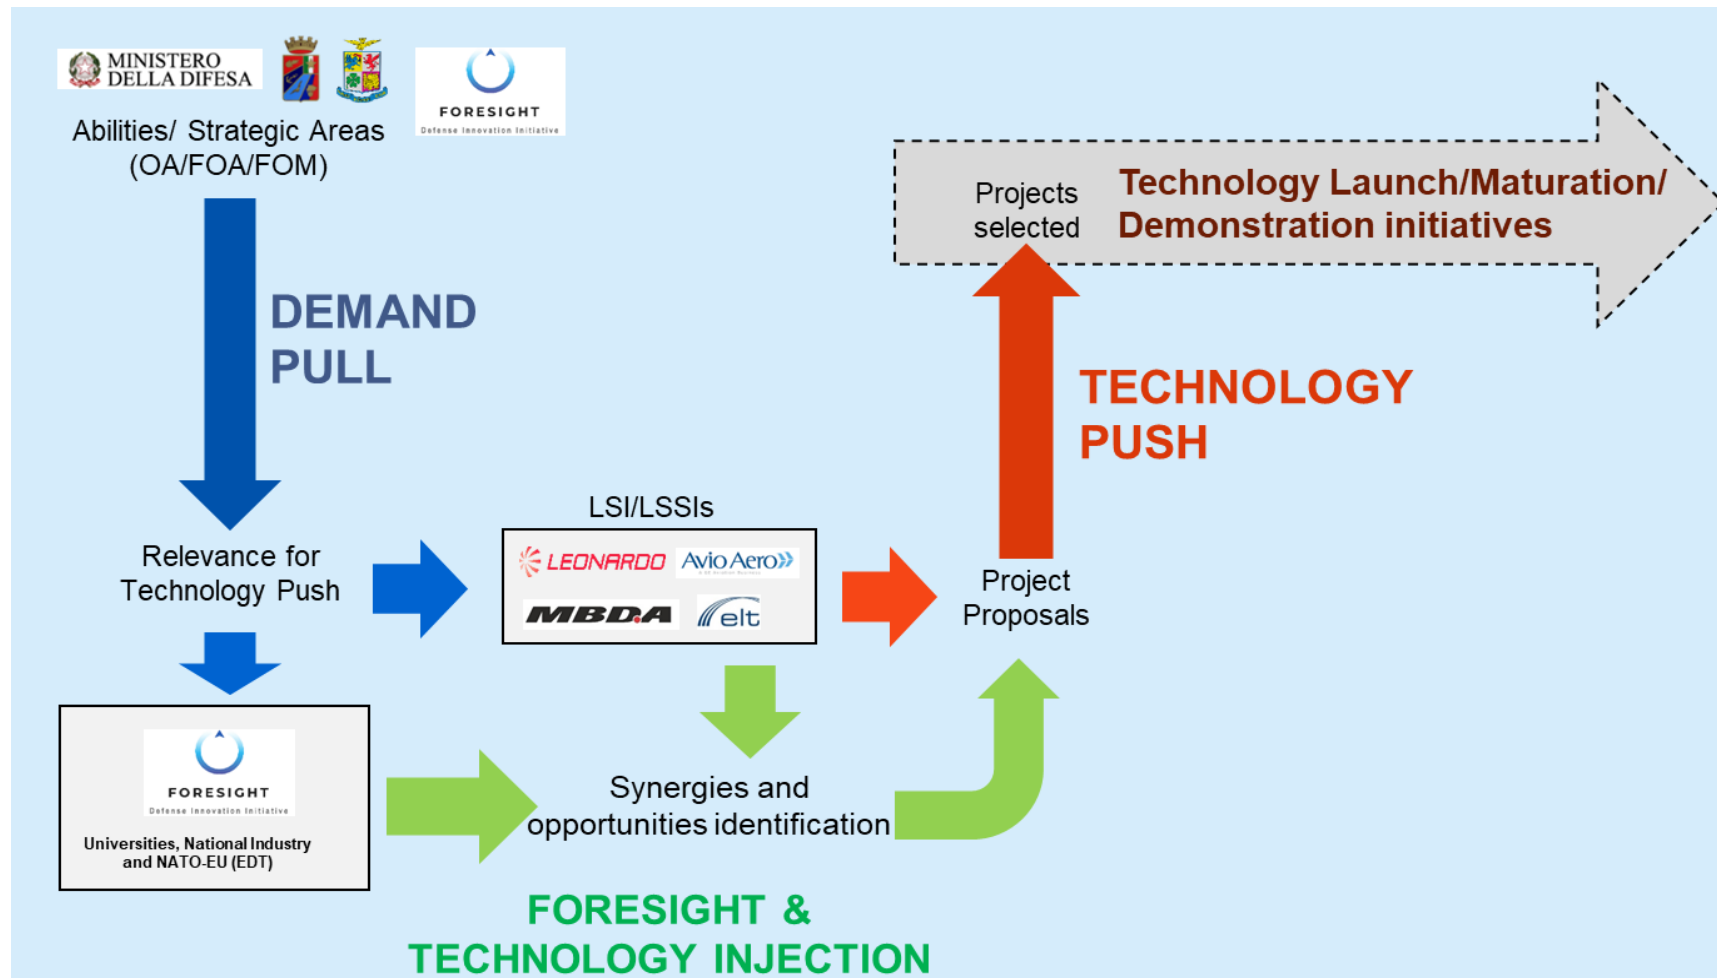 MINISTERO
DELLA DIFESA
FORESIGHT
Defense Innovation Initiative
Abilities/ Strategic Areas
(OA/FOA/FOM)
Projects
selected
Technology Launch/Maturation/
Demonstration initiatives
DEMAND
PULL
TECHNOLOGY
PUSH
LSI/LSSIs
LEONARDO
Avio Aero
MBDA
elt
Relevance for
Technology Push
Project
Proposals
FORESIGHT
Defense Innovation Initiative
Universities, National Industry
and NATO-EU (EDT)
Synergies and
opportunities identification
FORESIGHT &
TECHNOLOGY INJECTION